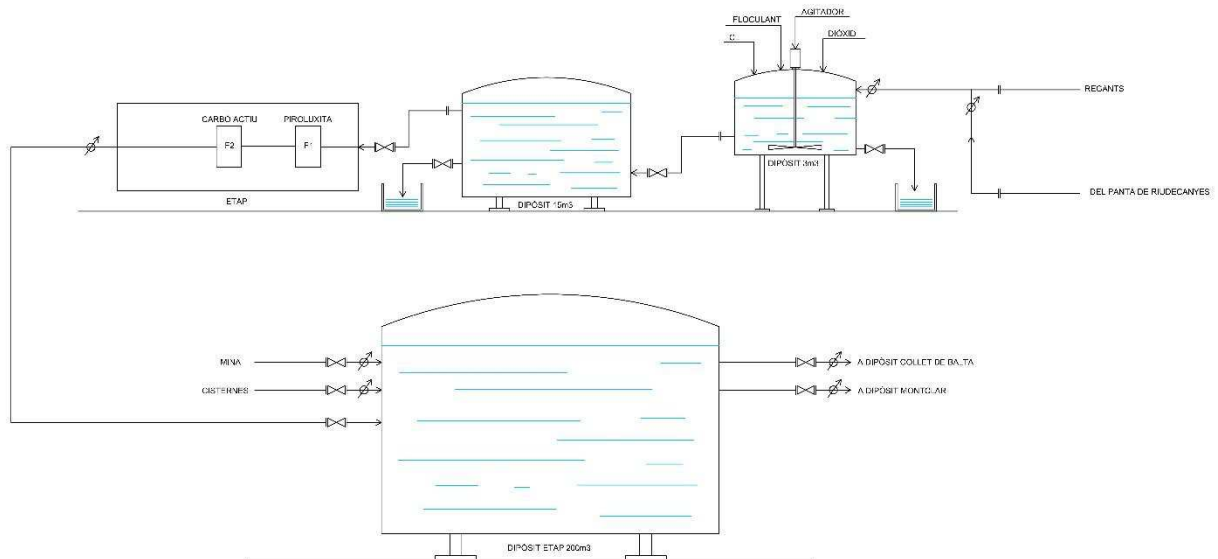 AGITADOR
FLOCULANT
DIÒXID
RECANTS
CARBO ACTIU
PIROLUXITA
F2
F1
DIPÒSIT 3m3
DEL PANTA DE RIUDECANYES
ETAP
DIPÒSIT 15m3
MINA
A DIPÒSIT COLLET DE BALTA
CISTERNES
A DIPÒSIT MONTCLAR
DIPÒSIT ETAP 200m3